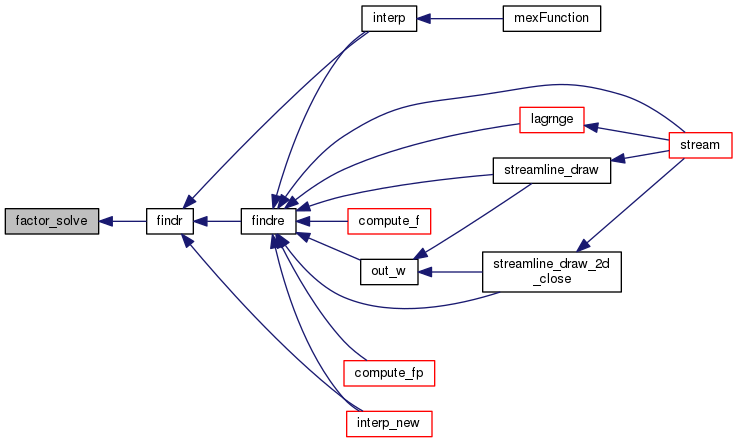 interp
mexFunction
lagrnge
stream
streamline_draw
factor_solve
findr
findre
compute_f
out_w
streamline_draw_2d
_close
compute_fp
interp_new